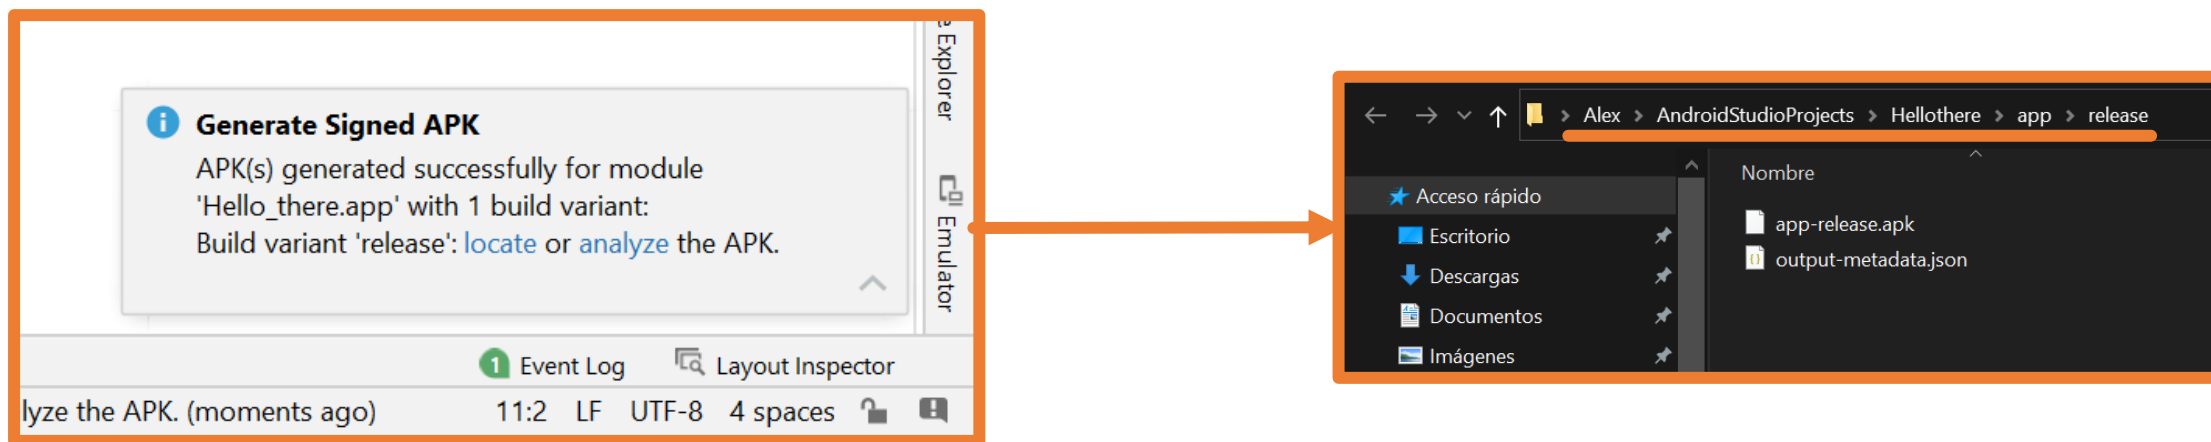 Generate Signed APK
APK(s) generated successfully for module
'Hello_there.app' with 1 build variant:
Build variant 'release': locate or analyze the APK.
e Explorer
Emulator
1 Event Log Layout Inspector
lyze the APK. (moments ago) 11:2 LF UTF-8 4 spaces
Alex > AndroidStudioProjects > Hellothere > app > release
Nombre
Acceso rápido
Escritorio
Descargas
Documentos
Imágenes
app-release.apk
output-metadata.json